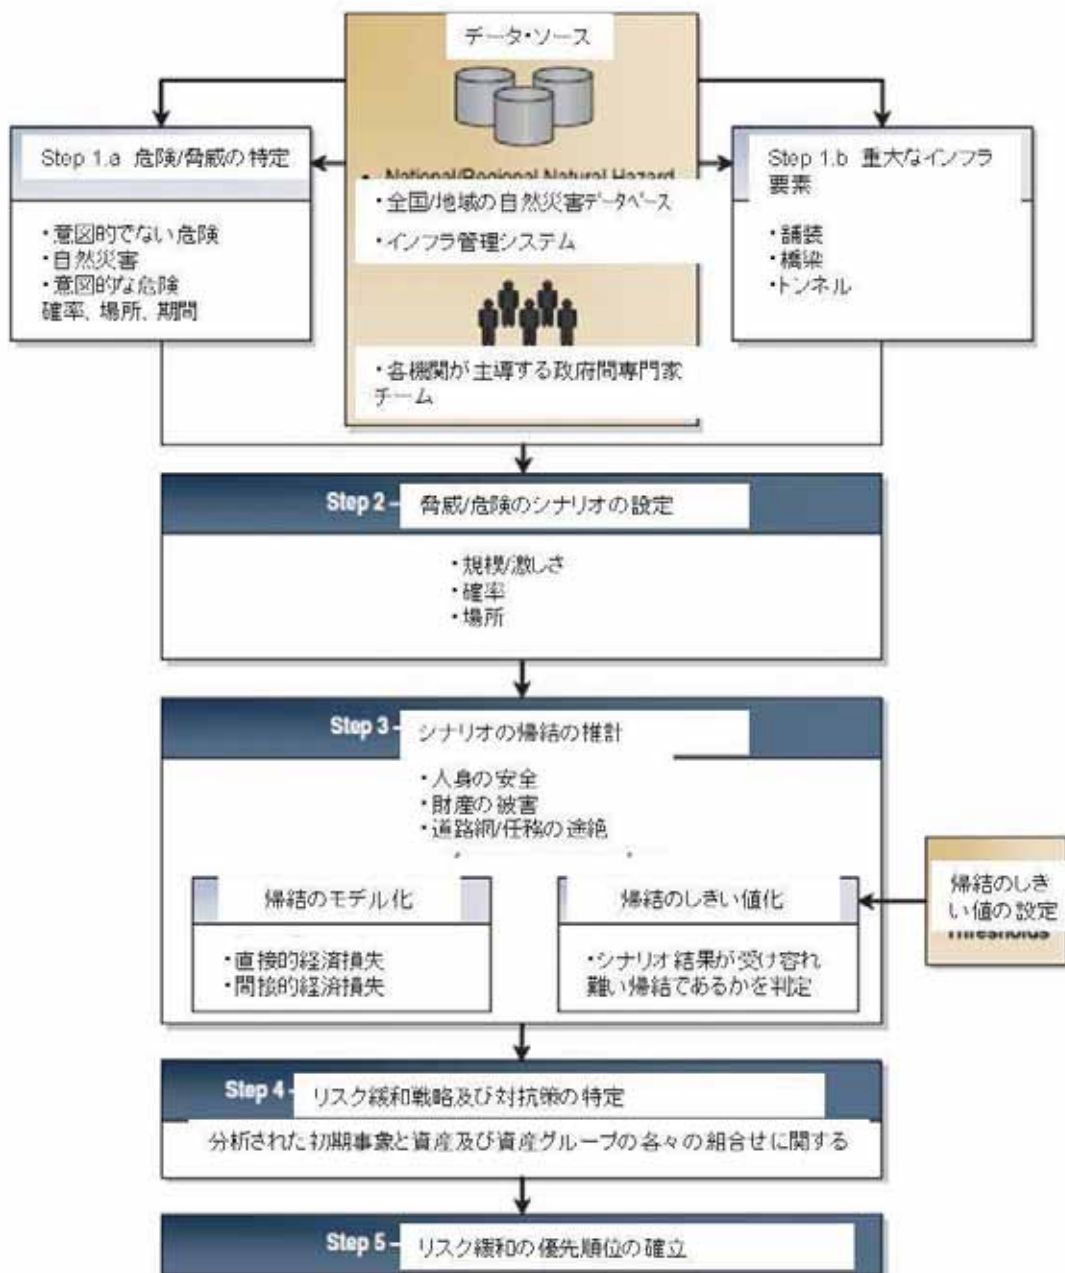 データ・ソース
Step 1.a 危険/脅威の特定
・意図的でない危険
・自然災害
・意図的な危険
確率、場所、期間
・全国/地域の自然災害データベース
・インフラ管理システム
・各機関が主導する政府間専門家
チーム
Step 1.b 重大なインフラ
要素
・舗装
・橋梁
・トンネル
Step 2 – 脅威/危険のシナリオの設定
・規模/激しさ
・確率
・場所
Step 3 – シナリオの帰結の推計
・人身の安全
・財産の被害
・道路網/任務の途絶
帰結のモデル化
・直接的経済損失
・間接的経済損失
帰結のしきい値化
・シナリオ結果が受け容れ
難い帰結であるかを判定
帰結のしき
い値の設定
Step 4 - リスク緩和戦略及び対抗策の特定
分析された初期事象と資産及び資産グループの各々の組合せに関する
Step 5 – リスク緩和の優先順位の確立